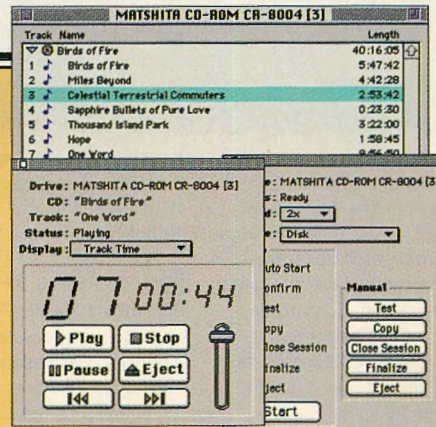 MATSHITA CD-ROM CR-8004 [3]
Track Name Length
Birds of Fire 40:16:05
1 Birds of Fire 5:47:42
2 Miles Beyond 4:42:28
3 Celestial Terrestrial Commuters 2:53:42
4 Sapphire Bullets of Pure Love 0:23:30
5 Thousand Island Park 3:22:00
6 Hope 1:58:45
7 One Word
Drive: MATSHITA CD-ROM CR-8004 [3]
CD: "Birds of Fire"
Track: "One Word"
Status: Playing
Display: Track Time
07 00:44
Play Stop
Pause Eject
e: MATSHITA CD-ROM CR-8004 [3
s: Ready
d: 2x
e: Disk
uto Start
onfirm
est
opy
lose Session
inalize
ject
Start
Manual
Test
Copy
Close Session
Finalize
Eject